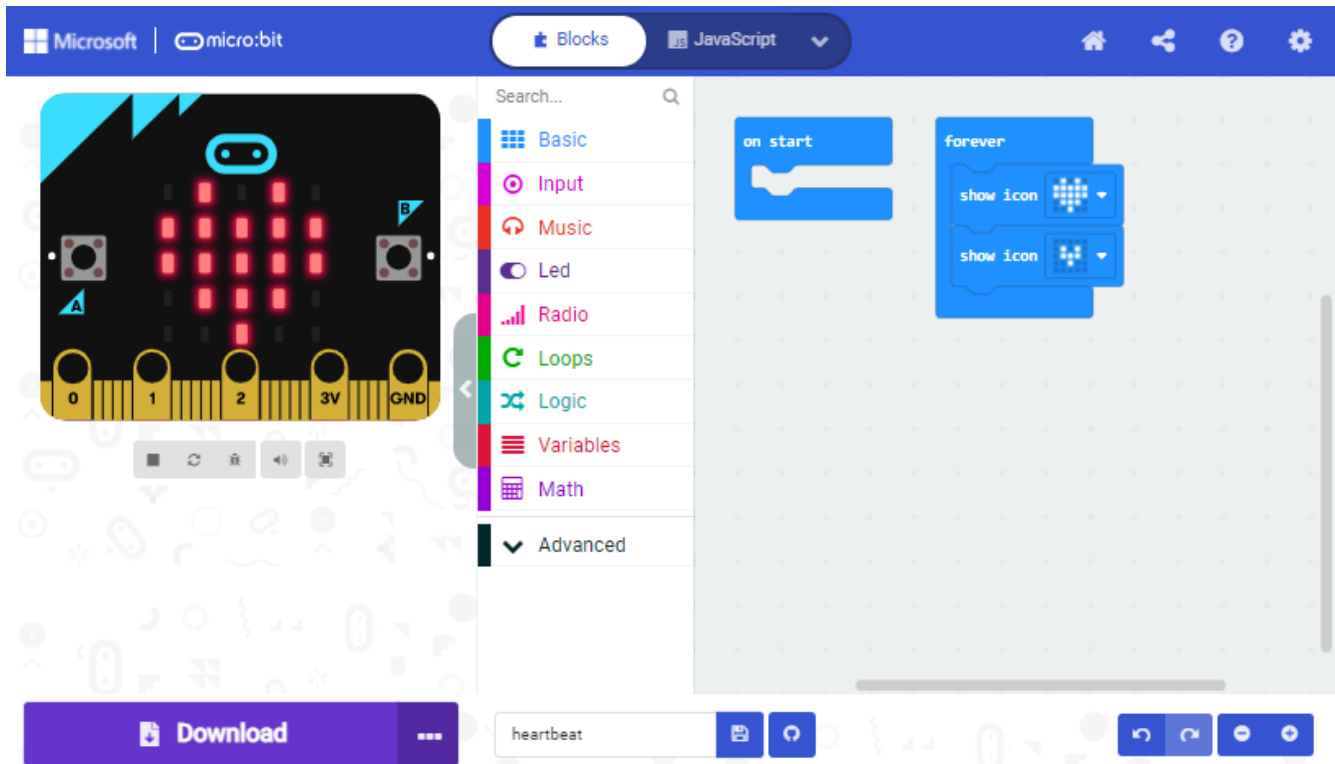 Microsoft
micro:bit
Blocks
JS JavaScript
Search...
Basic
Input
Music
Led
Radio
Loops
Logic
Variables
Math
Advanced
B
A
0 1 2 3V GND
on start
forever
show icon
show icon
Download
heartbeat